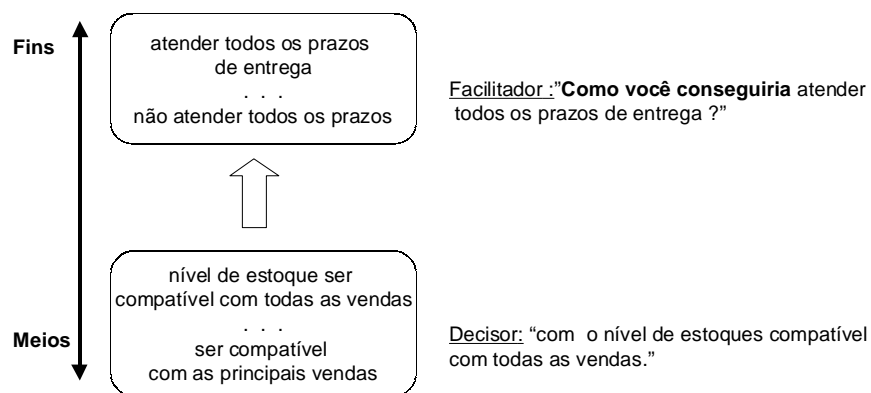 Fins
atender todos os prazos
de entrega
. . .
não atender todos os prazos
Facilitador :”Como você conseguiria atender
todos os prazos de entrega ?”
nível de estoque ser
compatível com todas as vendas
. . .
ser compatível
com as principais vendas
Meios
Decisor: “com o nível de estoques compatível
com todas as vendas.”